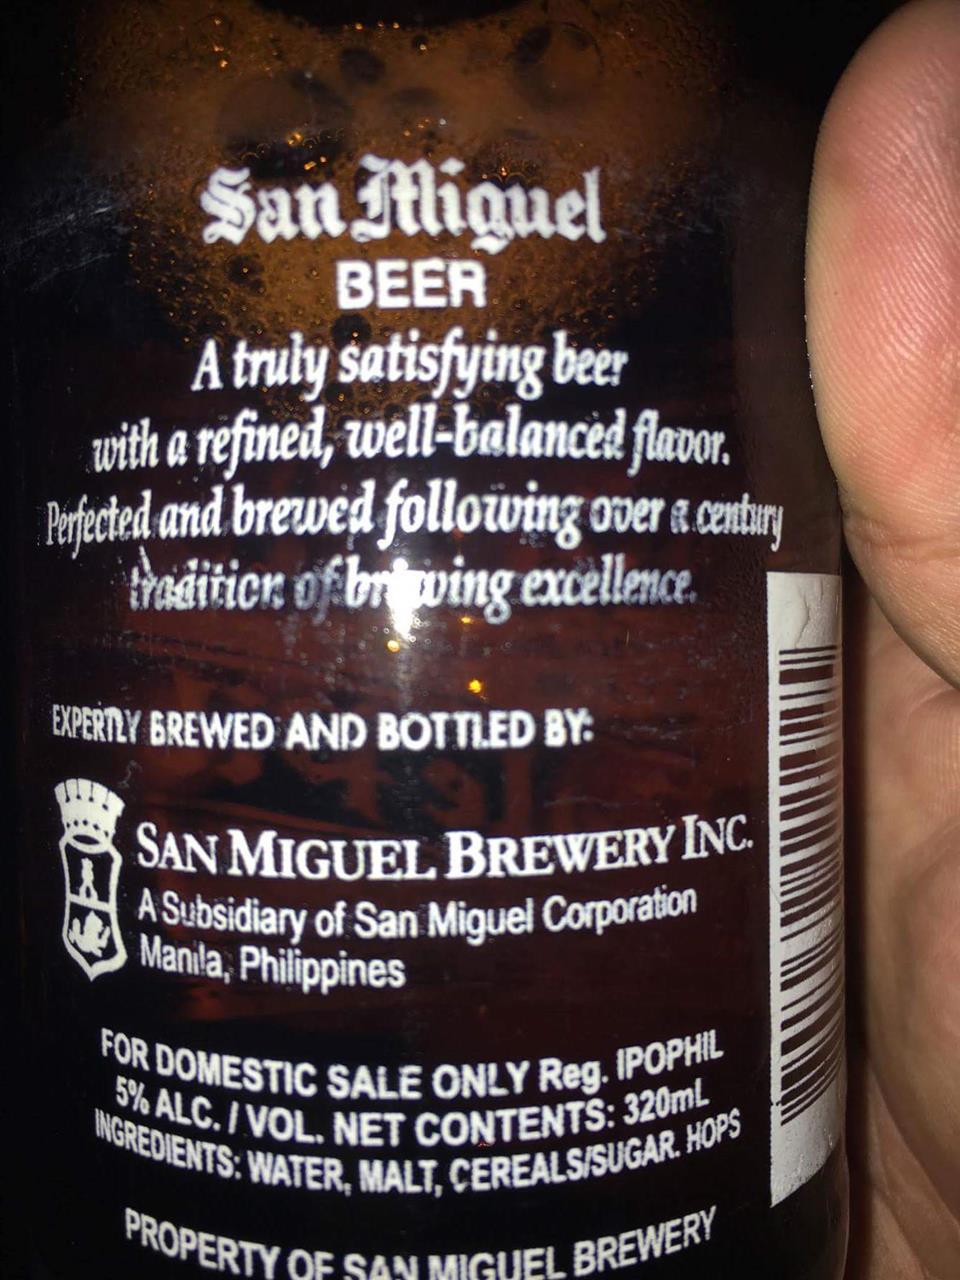 San Miguel
BEER
A truly satisfying beer
with a refined, well-balanced flavor.
Perfected and brewed following over a century
tradition of brewing excellence.
EXPERTLY BREWED AND BOTTLED BY:
SAN MIGUEL BREWERY INC.
A Subsidiary of San Miguel Corporation
Manila, Philippines
FOR DOMESTIC SALE ONLY Reg. IPOPHIL
5% ALC. / VOL. NET CONTENTS: 320mL
INGREDIENTS: WATER, MALT, CEREALS/SUGAR. HOPS
PROPERTY OF SAN MIGUEL BREWERY